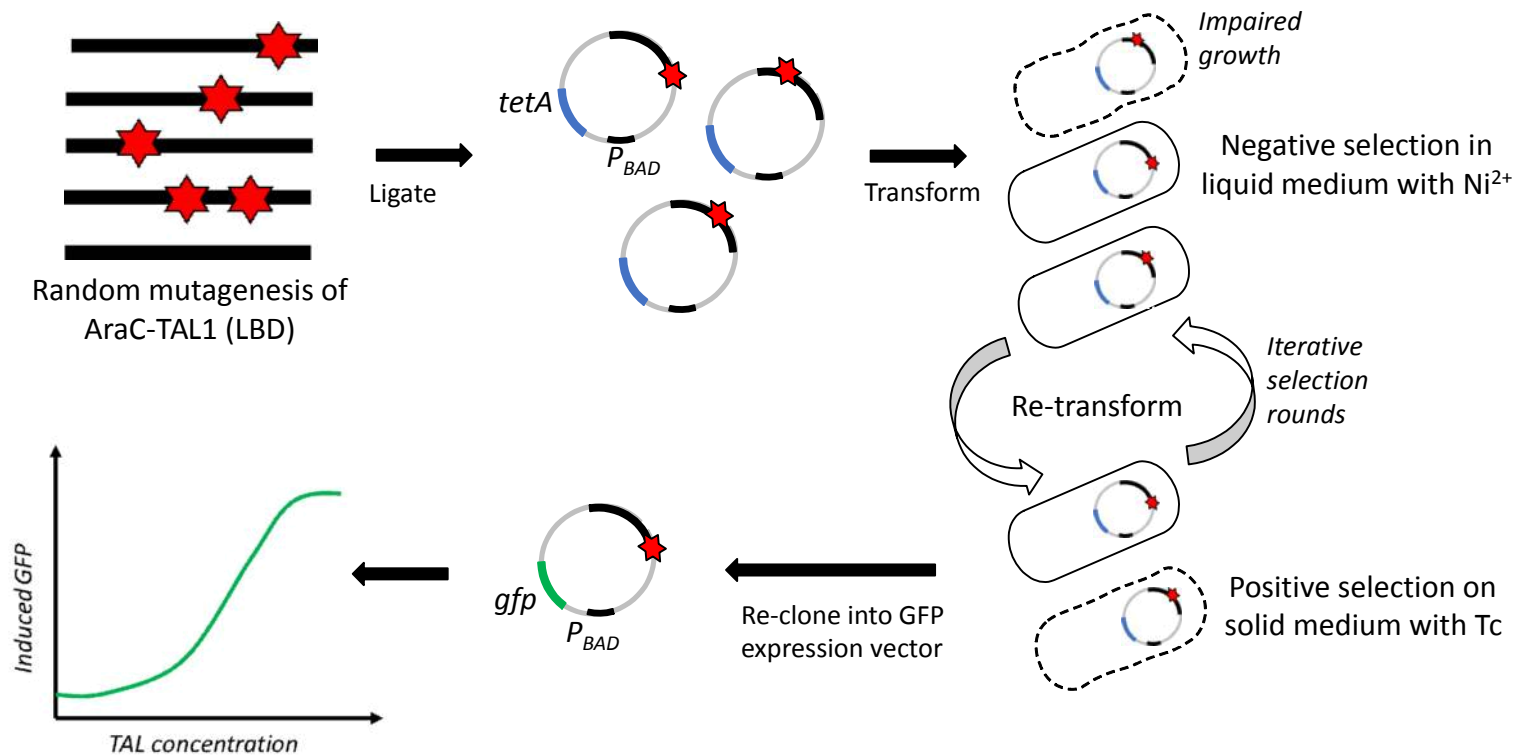 Random mutagenesis of
AraC-TAL1 (LBD)
Ligate
tetA
P_BAD
Transform
Impaired
growth
Negative selection in
liquid medium with Ni²⁺
Re-transform
Iterative
selection
rounds
Positive selection on
solid medium with Tc
Re-clone into GFP
expression vector
gfp
P_BAD
Induced GFP
TAL concentration